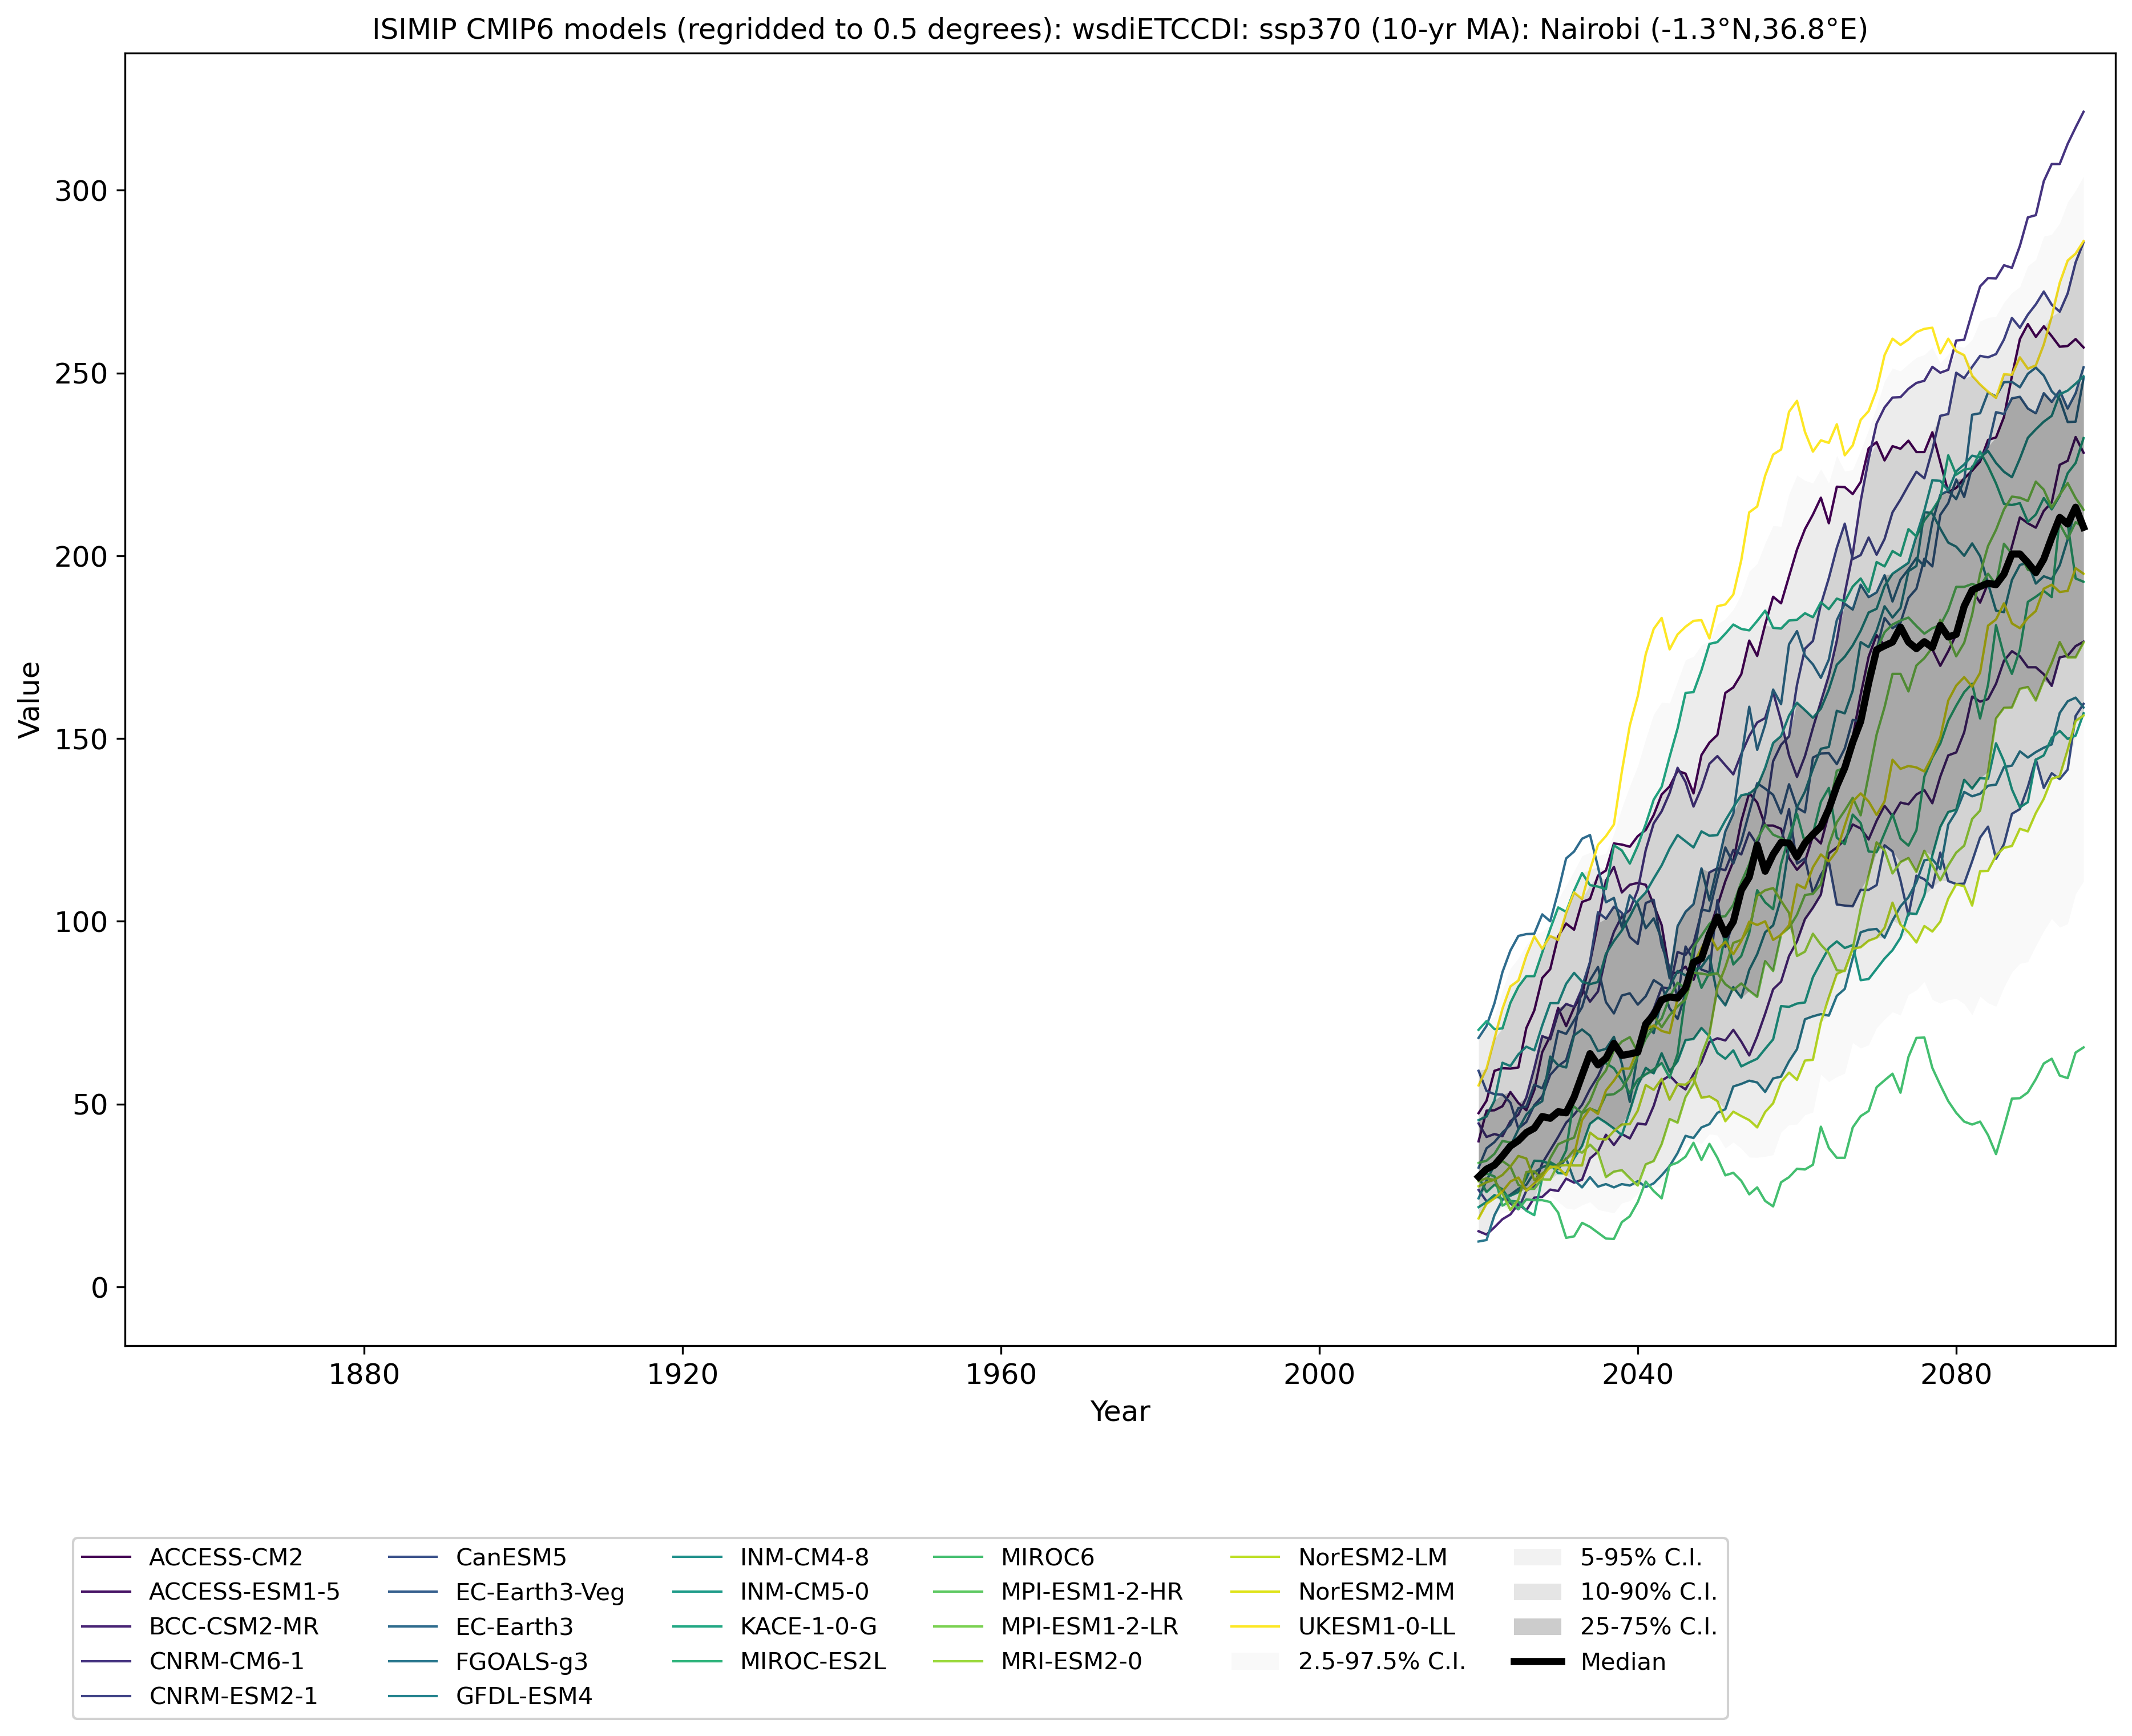 ISIMIP CMIP6 models (regridded to 0.5 degrees): wsdiETCCDI: ssp370 (10-yr MA): Nairobi (-1.3°N,36.8°E)
300
250
200
150
100
50
0
Value
1880 1920 1960 2000 2040 2080
Year
ACCESS-CM2 CanESM5 INM-CM4-8 MIROC6 NorESM2-LM 5-95% C.I.
ACCESS-ESM1-5 EC-Earth3-Veg INM-CM5-0 MPI-ESM1-2-HR NorESM2-MM 10-90% C.I.
BCC-CSM2-MR EC-Earth3 KACE-1-0-G MPI-ESM1-2-LR UKESM1-0-LL 25-75% C.I.
CNRM-CM6-1 FGOALS-g3 MIROC-ES2L MRI-ESM2-0 2.5-97.5% C.I. Median
CNRM-ESM2-1 GFDL-ESM4